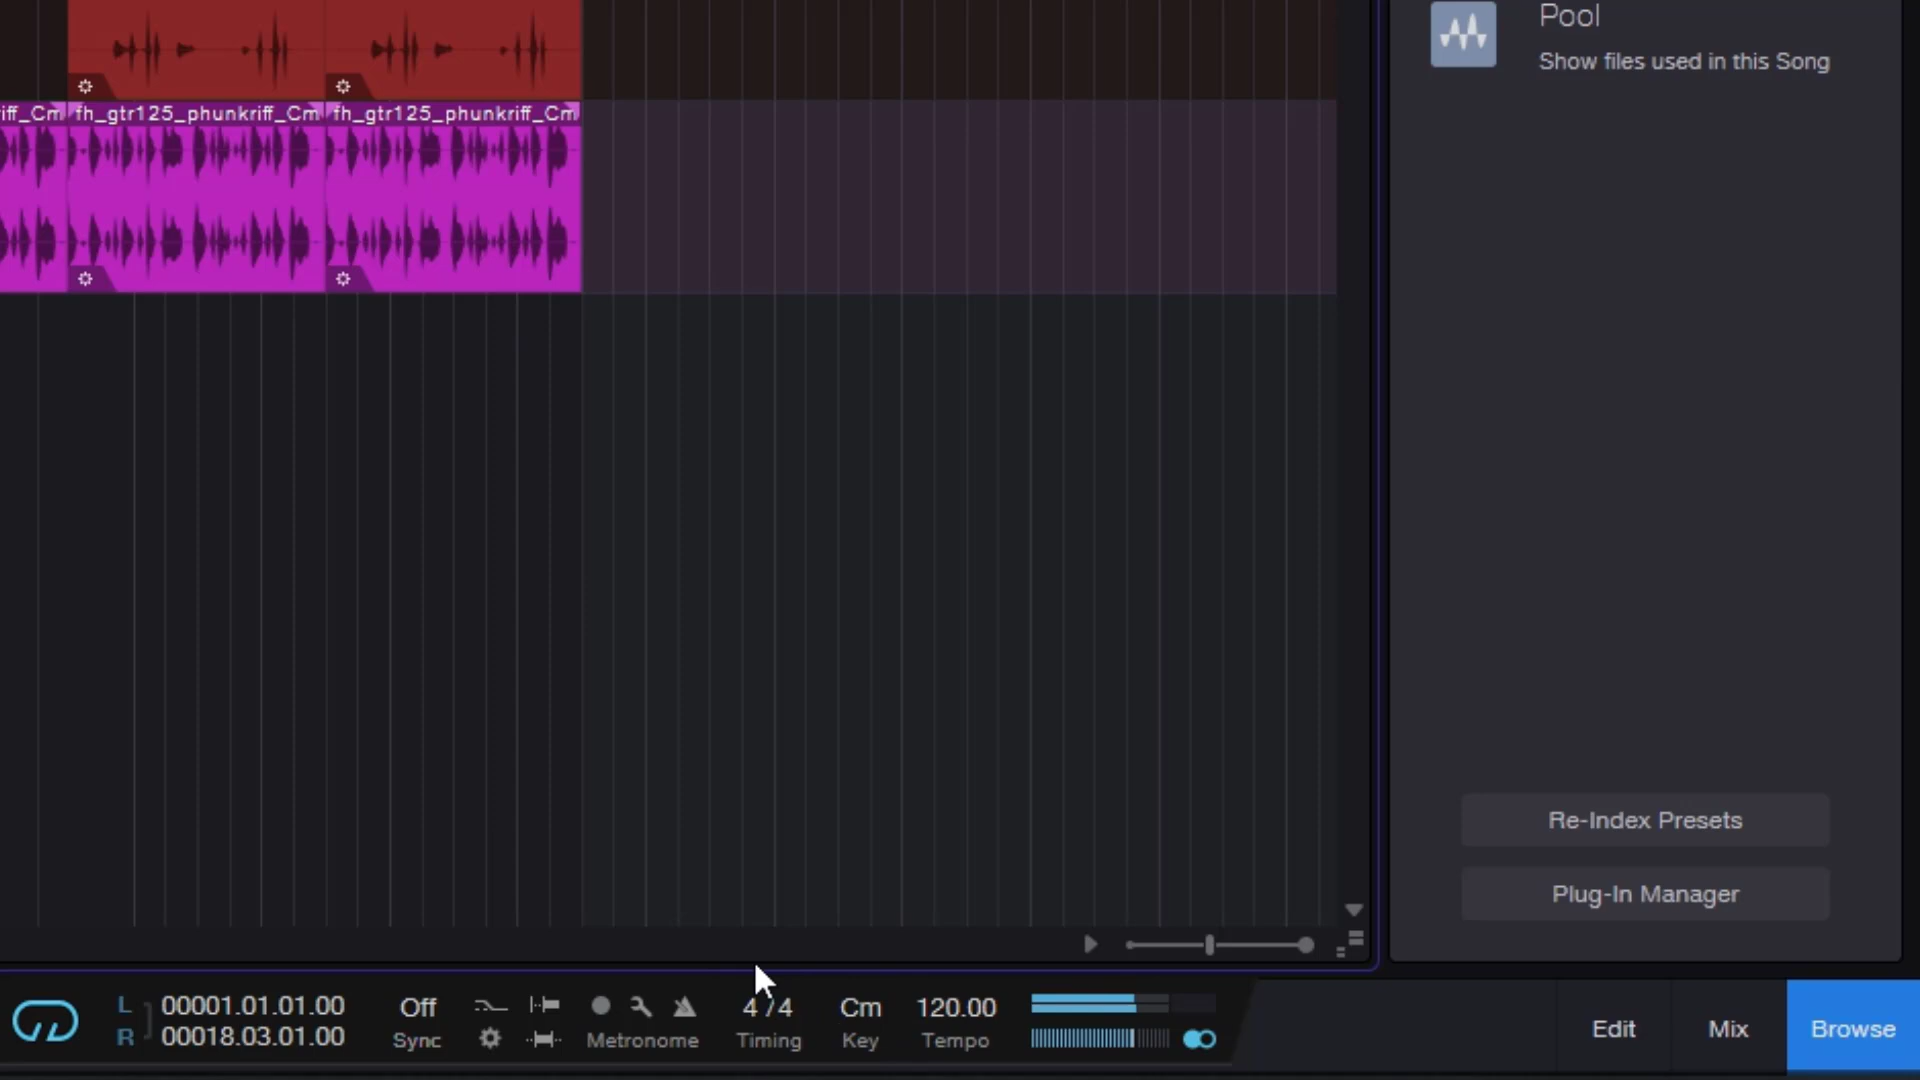 Pool
Show files used in this Song
iff_Cm fh_gtr125_phunkriff_Cm fh_gtr125_phunkriff_Cm
Re-Index Presets
Plug-In Manager
L 00001.01.01.00
R 00018.03.01.00
Off
Sync
Metronome
4 / 4
Timing
Cm
Key
120.00
Tempo
Edit
Mix
Browse